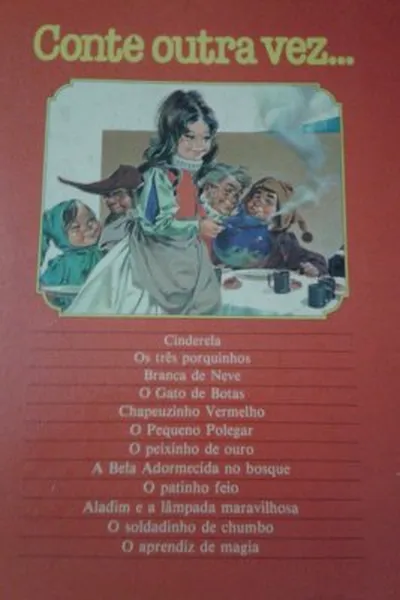 Conte outra vez...
Cinderela
Os três porquinhos
Branca de Neve
O Gato de Botas
Chapeuzinho Vermelho
O Pequeno Polegar
O peixinho de ouro
A Bela Adormecida no bosque
O patinho feio
Aladim e a lâmpada maravilhosa
O soldadinho de chumbo
O aprendiz de magia